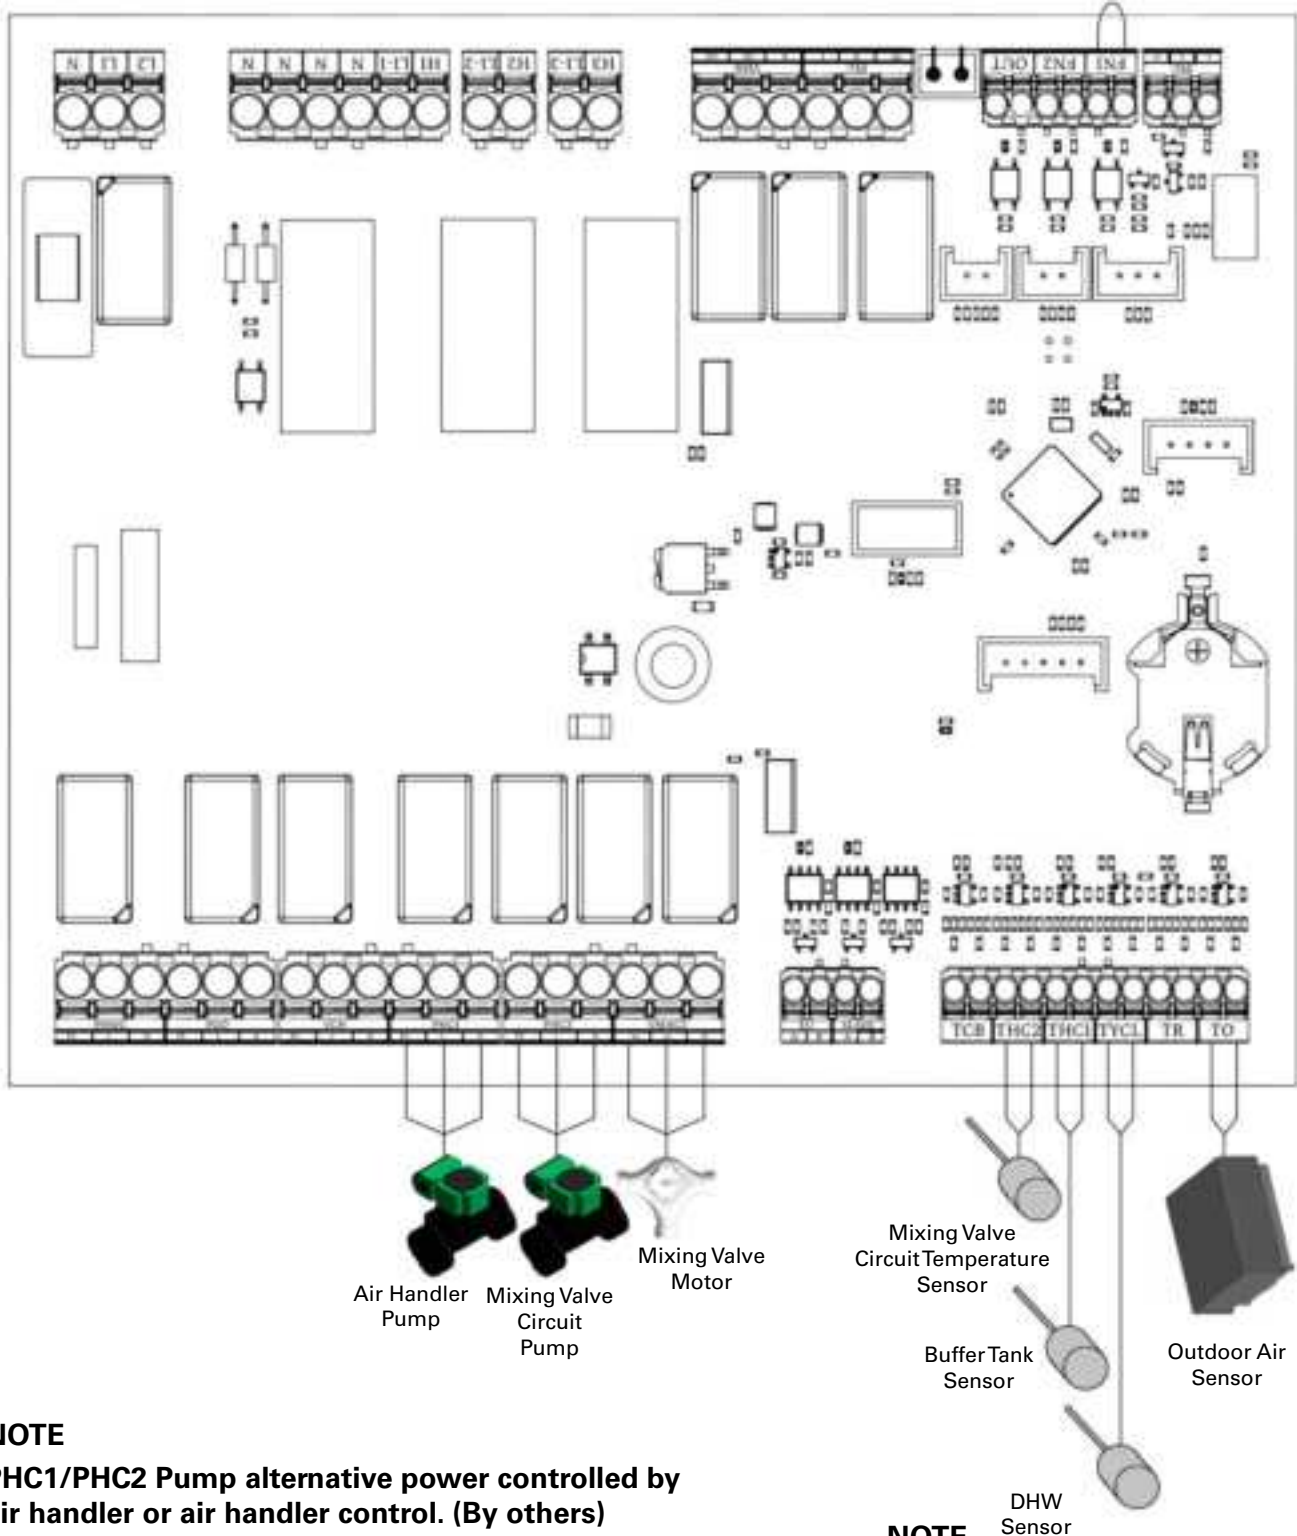 N L1 L2
N N N N L1-1 H1
L1-2 H2
L1-3 H3
OUT FN2 FN1
TCB THC2 THC1 TYCL TR TO
Air Handler
Pump
Mixing Valve
Circuit
Pump
Mixing Valve
Motor
Mixing Valve
Circuit Temperature
Sensor
Buffer Tank
Sensor
DHW
Sensor
Outdoor Air
Sensor
NOTE
PHC1/PHC2 Pump alternative power controlled by
air handler or air handler control. (By others)
NOTE